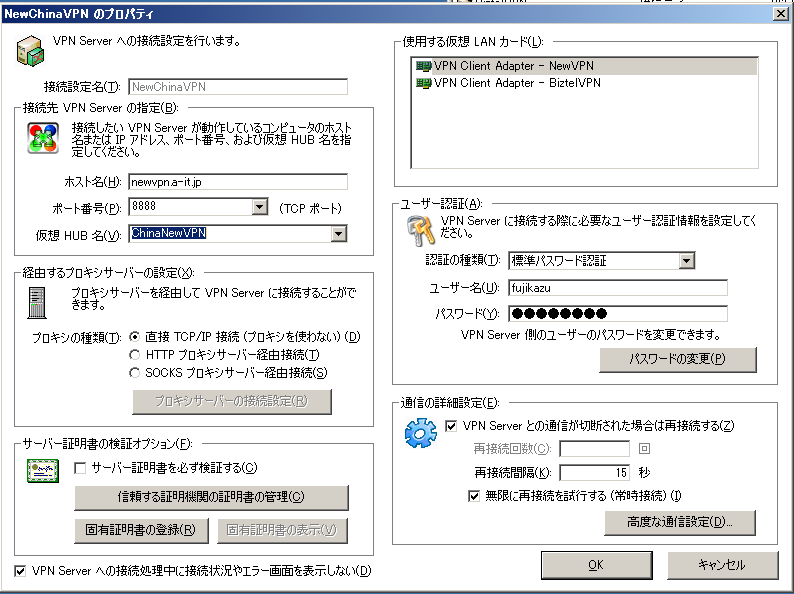 NewChinaVPN のプロパティ
VPN Server への接続設定を行います。
接続設定名(T):
NewChinaVPN
接続先 VPN Server の指定(B):
接続したい VPN Server が動作しているコンピュータのホスト
名または IP アドレス、ポート番号、および仮想 HUB 名を指
定してください。
ホスト名(H):
newvpn.a-it.jp
ポート番号(P):
8888
(TCP ポート)
仮想 HUB 名(V):
ChinaNewVPN
経由するプロキシサーバーの設定(X):
プロキシサーバーを経由して VPN Server に接続することがで
きます。
プロキシの種類(T):
直接 TCP/IP 接続 (プロキシを使わない) (D)
HTTP プロキシサーバー経由接続(T)
SOCKS プロキシサーバー経由接続(S)
プロキシサーバーの接続設定(R)
サーバー証明書の検証オプション(F):
サーバー証明書を必ず検証する(C)
信頼する証明機関の証明書の管理(C)
固有証明書の登録(R)
固有証明書の表示(V)
VPN Server への接続処理中に接続状況やエラー画面を表示しない(D)
使用する仮想 LAN カード(L):
VPN Client Adapter - NewVPN
VPN Client Adapter - BiztelVPN
ユーザー認証(A):
VPN Server に接続する際に必要なユーザー認証情報を設定してく
ださい。
認証の種類(T):
標準パスワード認証
ユーザー名(U):
fujikazu
パスワード(Y):
●●●●●●●●
VPN Server 側のユーザーのパスワードを変更できます。
パスワードの変更(P)
通信の詳細設定(E):
VPN Server との通信が切断された場合は再接続する(Z)
再接続回数(C):
回
再接続間隔(K):
15
秒
無限に再接続を試行する (常時接続) (I)
高度な通信設定(D)...
OK
キャンセル